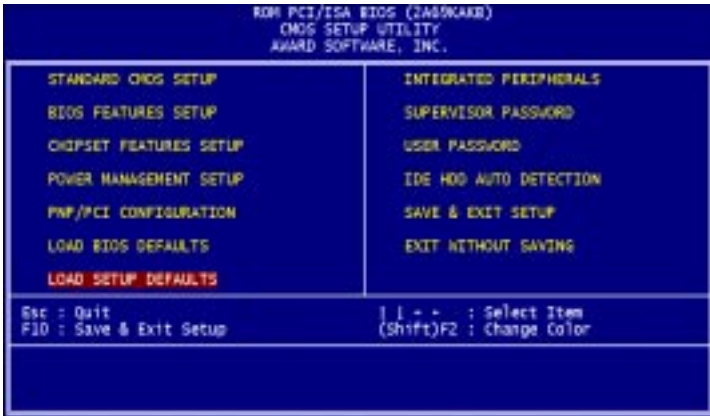 ROM PCI/ISA BIOS (2A69KAKB)
CMOS SETUP UTILITY
AWARD SOFTWARE, INC.
STANDARD CMOS SETUP
BIOS FEATURES SETUP
CHIPSET FEATURES SETUP
POWER MANAGEMENT SETUP
PNP/PCI CONFIGURATION
LOAD BIOS DEFAULTS
LOAD SETUP DEFAULTS
INTEGRATED PERIPHERALS
SUPERVISOR PASSWORD
USER PASSWORD
IDE HDD AUTO DETECTION
SAVE & EXIT SETUP
EXIT WITHOUT SAVING
Esc : Quit
F10 : Save & Exit Setup
: Select Item
(Shift)F2 : Change Color